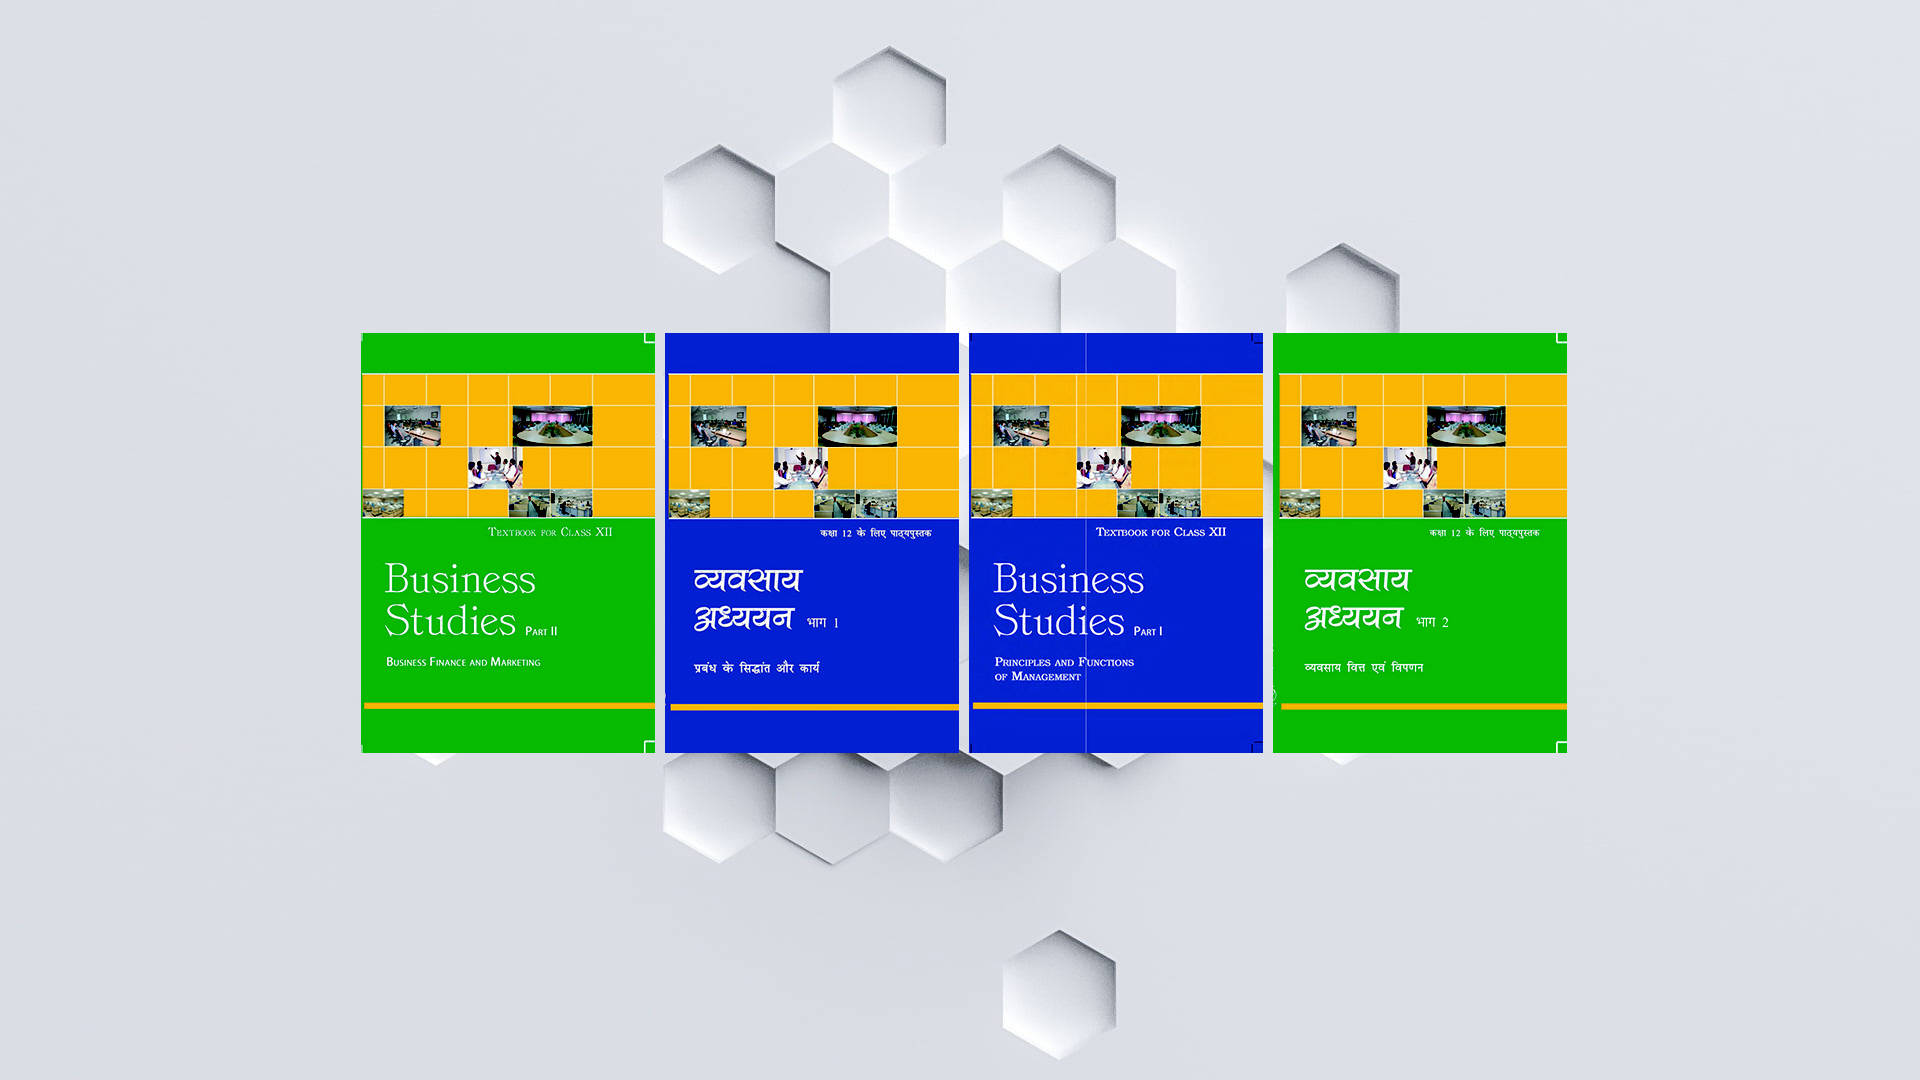 Textbook for Class XII
Business
Studies Part II
Business Finance and Marketing
कक्षा 12 के लिए पाठ्यपुस्तक
व्यवसाय
अध्ययन भाग 1
प्रबंध के सिद्धांत और कार्य
Textbook for Class XII
Business
Studies Part I
Principles and Functions
of Management
कक्षा 12 के लिए पाठ्यपुस्तक
व्यवसाय
अध्ययन भाग 2
व्यवसाय वित्त एवं विपणन